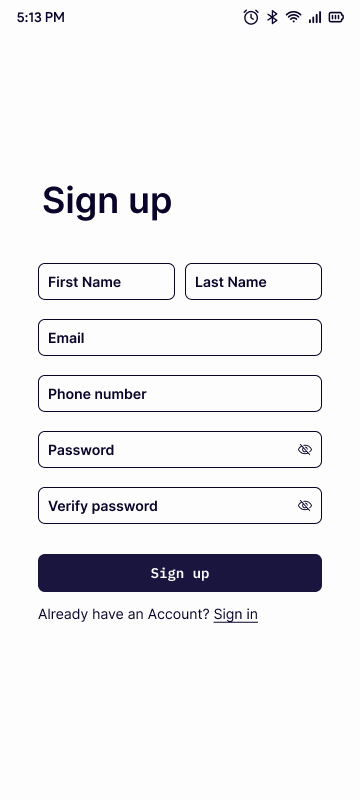 5:13 PM
Sign up
First Name Last Name
Email
Phone number
Password
Verify password
Sign up
Already have an Account? Sign in